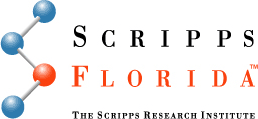 SCRIPPS
FLORIDA™
THE SCRIPPS RESEARCH INSTITUTE